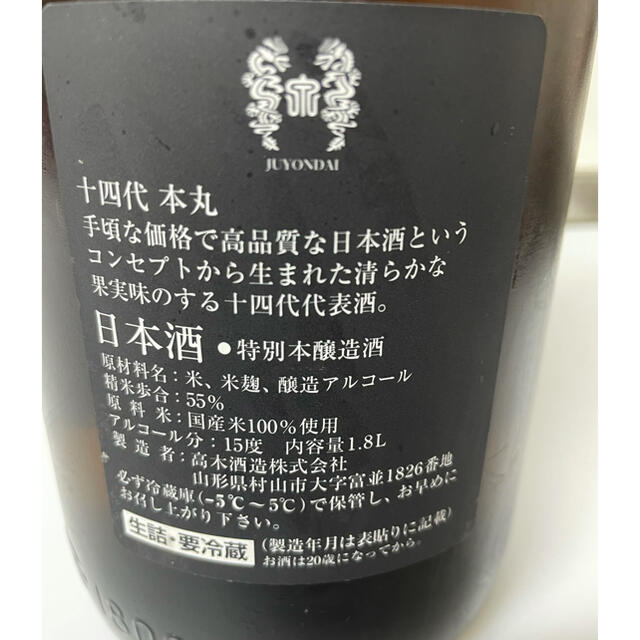 JUYONDAI
十四代 本丸
手頃な価格で高品質な日本酒という
コンセプトから生まれた清らかな
果実味のする十四代代表酒。
日本酒 ●特別本醸造酒
原材料名：米、米麹、醸造アルコール
精米歩合：55%
原料米：国産米100%使用
アルコール分：15度 内容量1.8L
製造者：高木酒造株式会社
山形県村山市大字富並1826番地
必ず冷蔵庫(-5℃〜5℃)で保管し、お早めに
お召し上がり下さい。
生詰・要冷蔵 (製造年月は表貼りに記載)
お酒は20歳になってから。